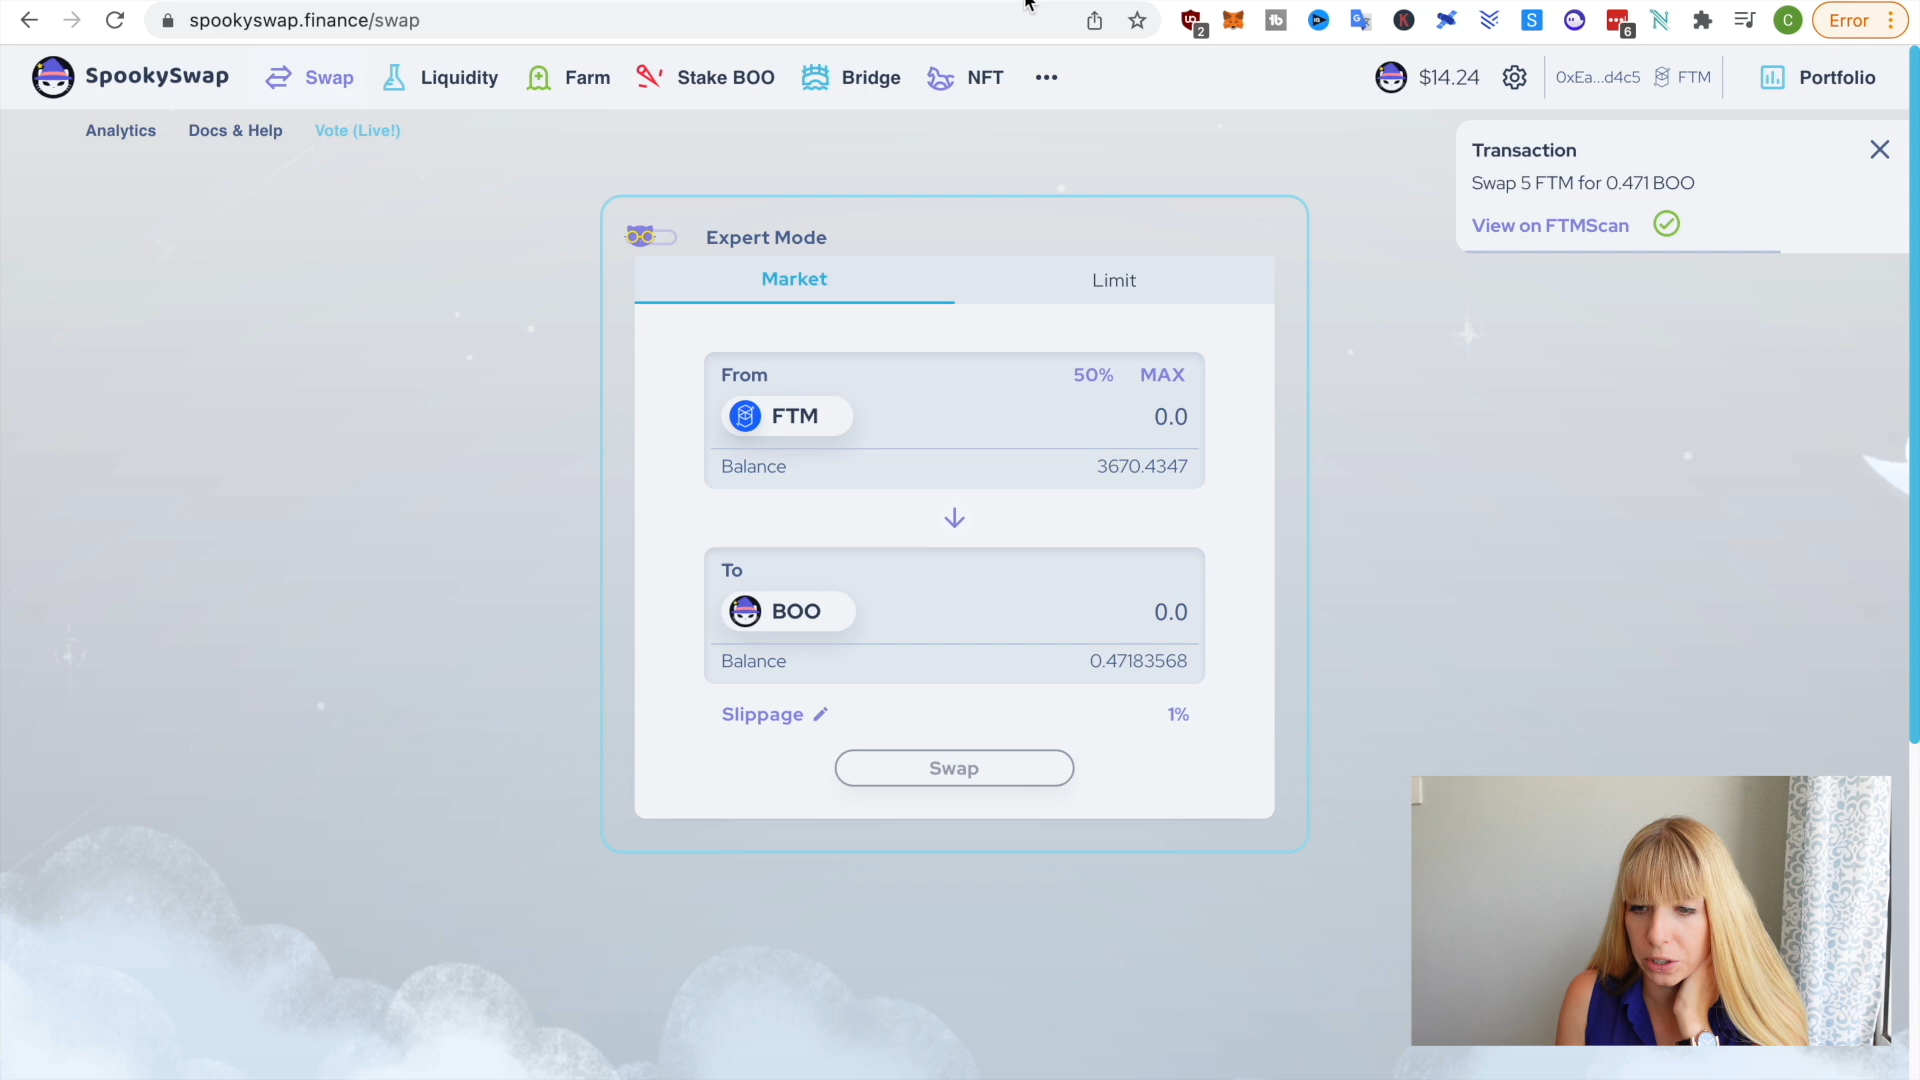 spookyswap.finance/swap
2
6
C
Error
SpookySwap
Swap
Liquidity
Farm
Stake BOO
Bridge
NFT
$14.24
0xEa...d4c5
FTM
Portfolio
Analytics
Docs & Help
Vote (Live!)
Transaction
Swap 5 FTM for 0.471 BOO
View on FTMScan
Expert Mode
Market
Limit
From
50%
MAX
FTM
0.0
Balance
3670.4347
To
BOO
0.0
Balance
0.47183568
Slippage
1%
Swap